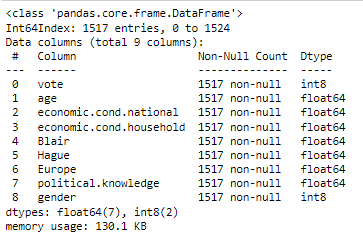 <class 'pandas.core.frame.DataFrame'>
Int64Index: 1517 entries, 0 to 1524
Data columns (total 9 columns):
 #   Column                   Non-Null Count  Dtype
---  ------                   --------------  -----
 0   vote                     1517 non-null   int8
 1   age                      1517 non-null   float64
 2   economic.cond.national   1517 non-null   float64
 3   economic.cond.household  1517 non-null   float64
 4   Blair                    1517 non-null   float64
 5   Hague                    1517 non-null   float64
 6   Europe                   1517 non-null   float64
 7   political.knowledge      1517 non-null   float64
 8   gender                   1517 non-null   int8
dtypes: float64(7), int8(2)
memory usage: 130.1 KB